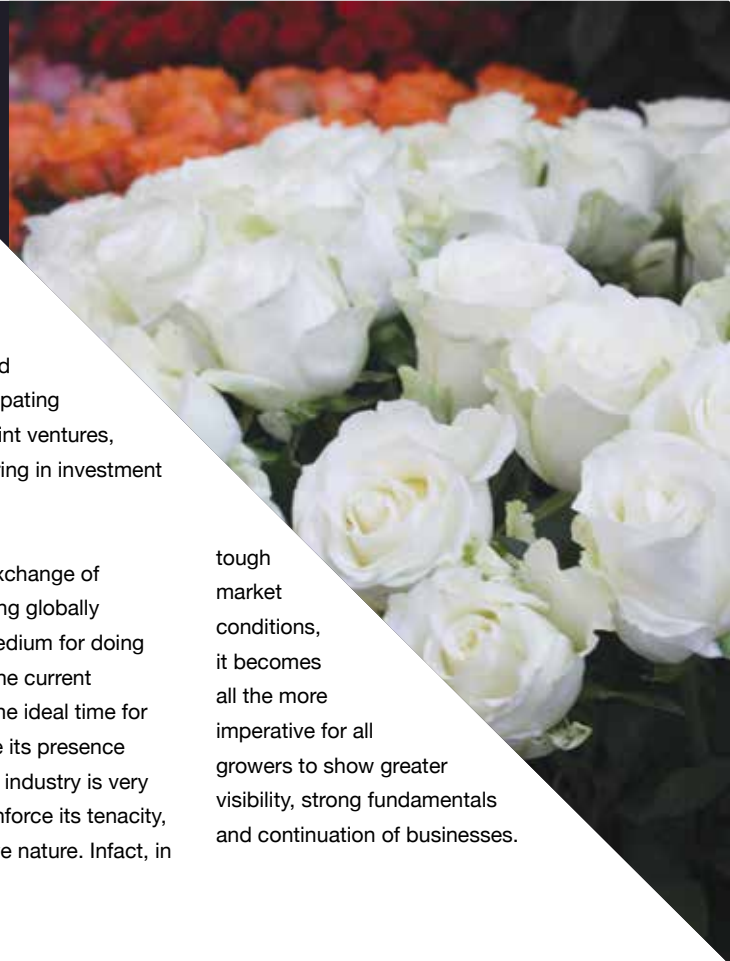 d
pating
int ventures,
ing in investment
xchange of
ng globally
edium for doing
he current
he ideal time for
e its presence
industry is very
nforce its tenacity,
e nature. Infact, in
tough
market
conditions,
it becomes
all the more
imperative for all
growers to show greater
visibility, strong fundamentals
and continuation of businesses.